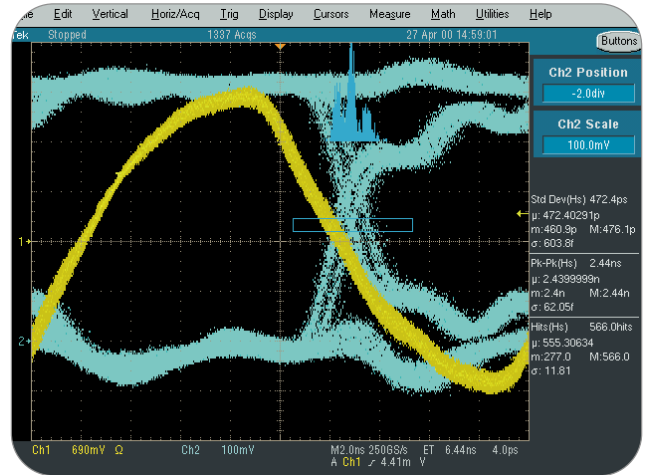 Edit Vertical Horiz/Acq Trig Display Cursors Measure Math Utilities Help
Tek Stopped 1337 Acqs 27 Apr 00 14:59:01
Buttons
Ch2 Position
-2.0div
Ch2 Scale
100.0mV
Std Dev(Hs) 472.4ps
µ: 472.40291p
m:460.9p M:476.1p
σ: 603.8f
Pk-Pk(Hs) 2.44ns
µ: 2.4399999n
m:2.4n M:2.44n
σ: 62.05f
Hits(Hs) 566.0hits
µ: 555.30634
m:277.0 M:566.0
σ: 11.81
1
2
Ch1 690mV Ω Ch2 100mV M2.0ns 250GS/s ET 6.44ns 4.0ps
A Ch1 4.41m V